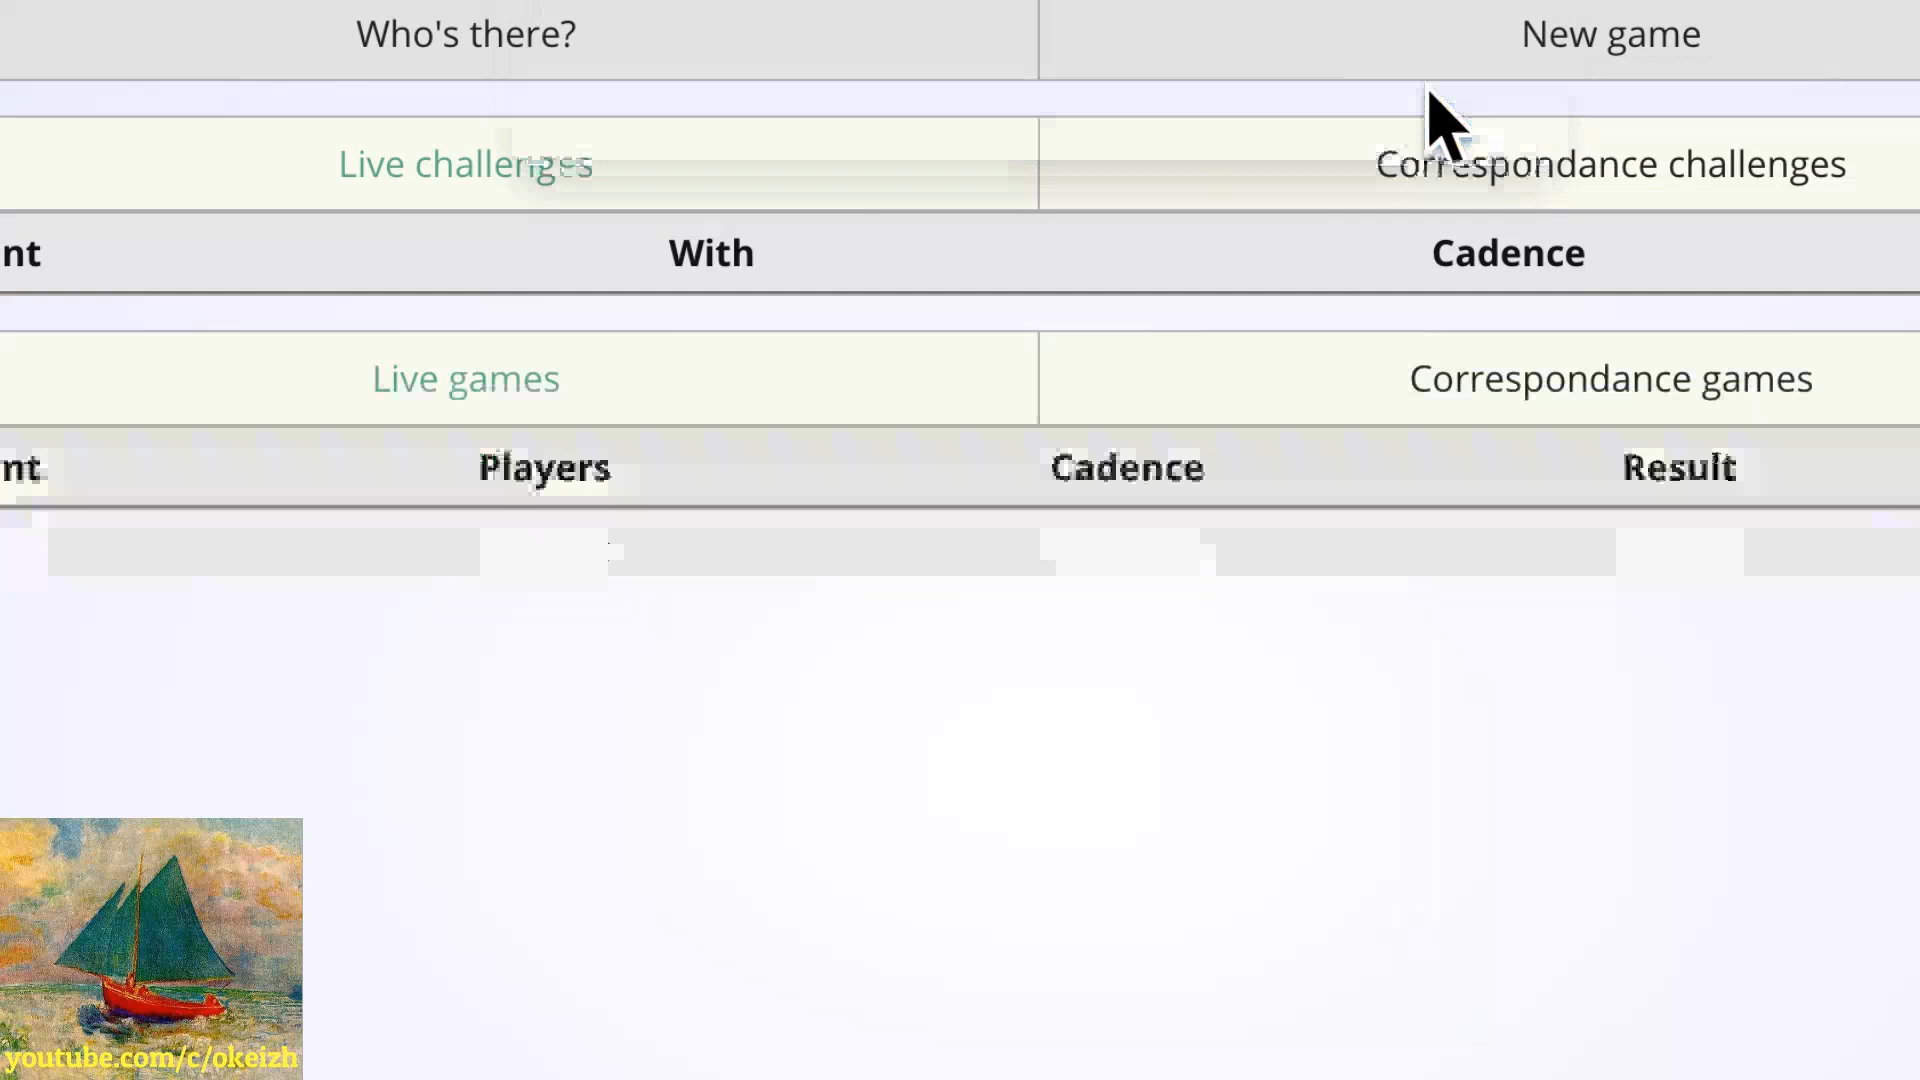 Who's there? New game
Live challenges Correspondance challenges
nt With Cadence
Live games Correspondance games
nt Players Cadence Result
youtube.com/c/okeizh